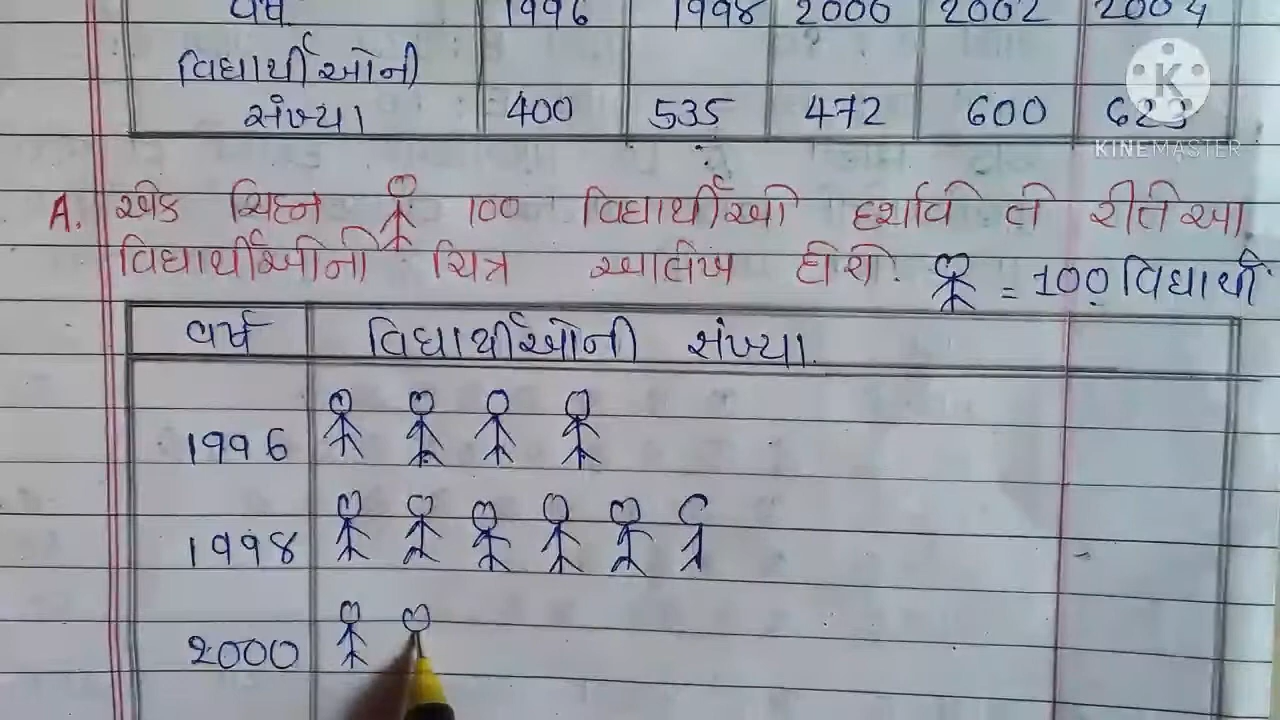 વર્ષ 1996 1998 2000 2002 2004
વિદ્યાર્થીઓની
સંખ્યા 400 535 472 600 623
A. એક ચિહ્ન 100 વિદ્યાર્થીઓ દર્શાવે તે રીતે આ
વિદ્યાર્થીઓનો ચિત્ર આલેખ દોરો. = 100 વિદ્યાર્થી
વર્ષ વિદ્યાર્થીઓની સંખ્યા
1996
1998
2000
K
KINEMASTER